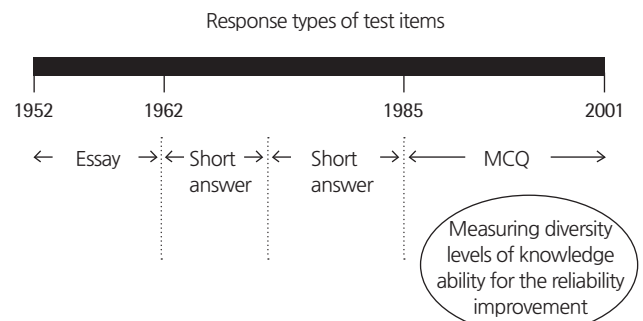 Response types of test items
1952 1962 1985 2001
Essay Short Short MCQ
answer answer
Measuring diversity
levels of knowledge
ability for the reliability
improvement